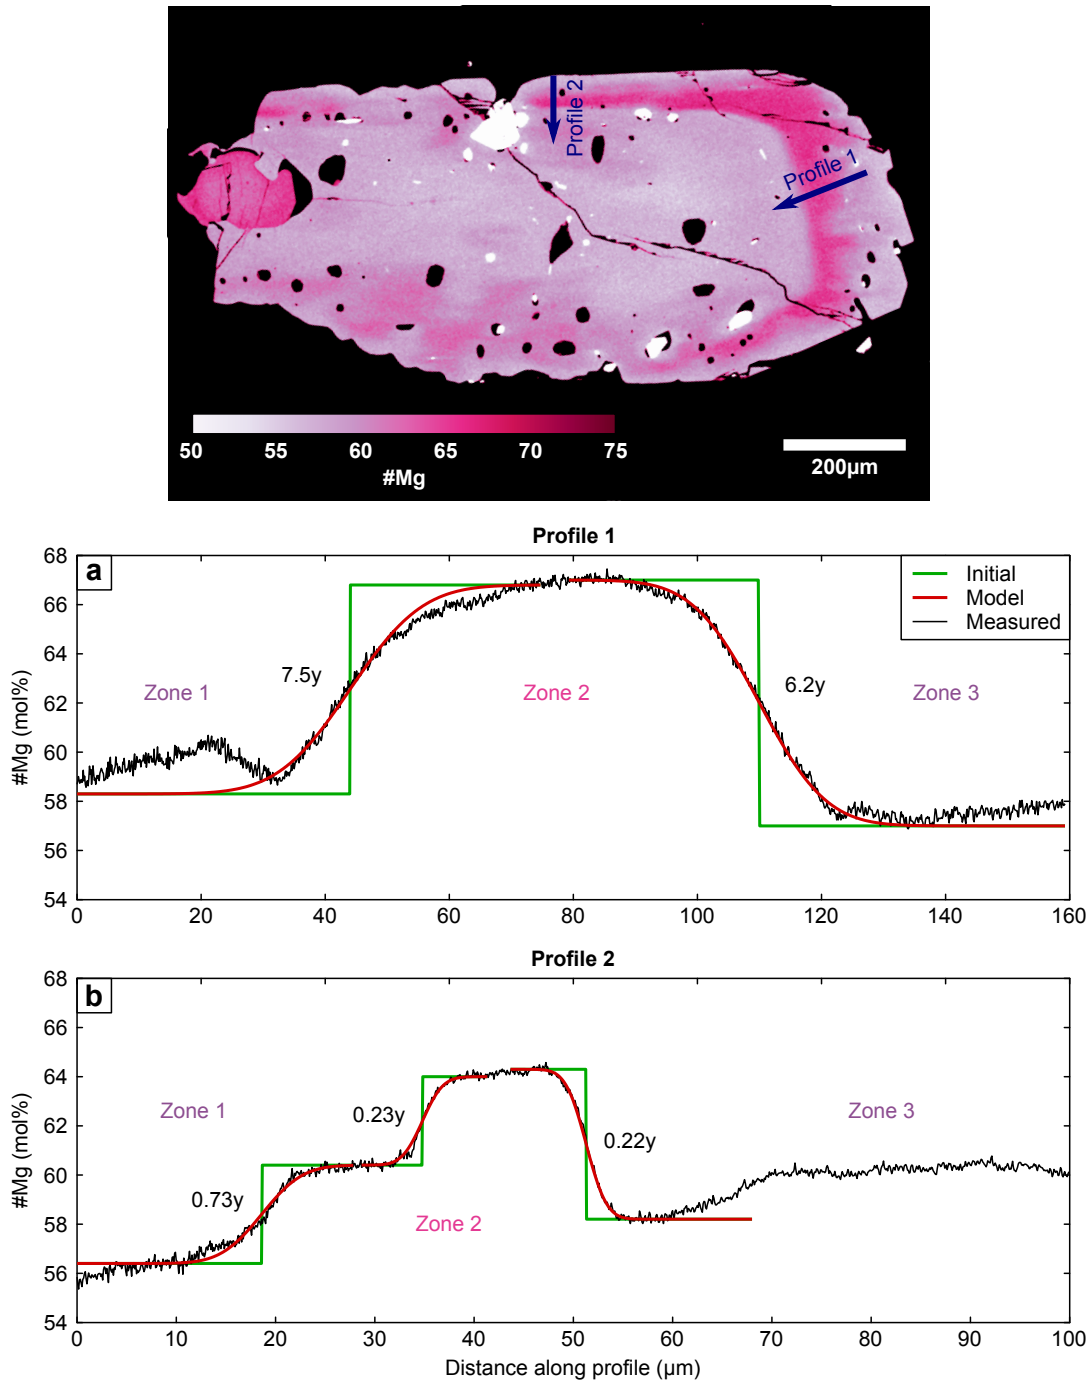 Profile 2
Profile 1
50 55 60 65 70 75
#Mg
200µm
Profile 1
a
68
66
64
62
60
58
56
54
#Mg (mol%)
Initial
Model
Measured
7.5y
6.2y
Zone 1
Zone 2
Zone 3
0 20 40 60 80 100 120 140 160
Profile 2
b
68
66
64
62
60
58
56
54
#Mg (mol%)
Zone 1
0.23y
Zone 3
0.22y
0.73y
Zone 2
0 10 20 30 40 50 60 70 80 90 100
Distance along profile (µm)